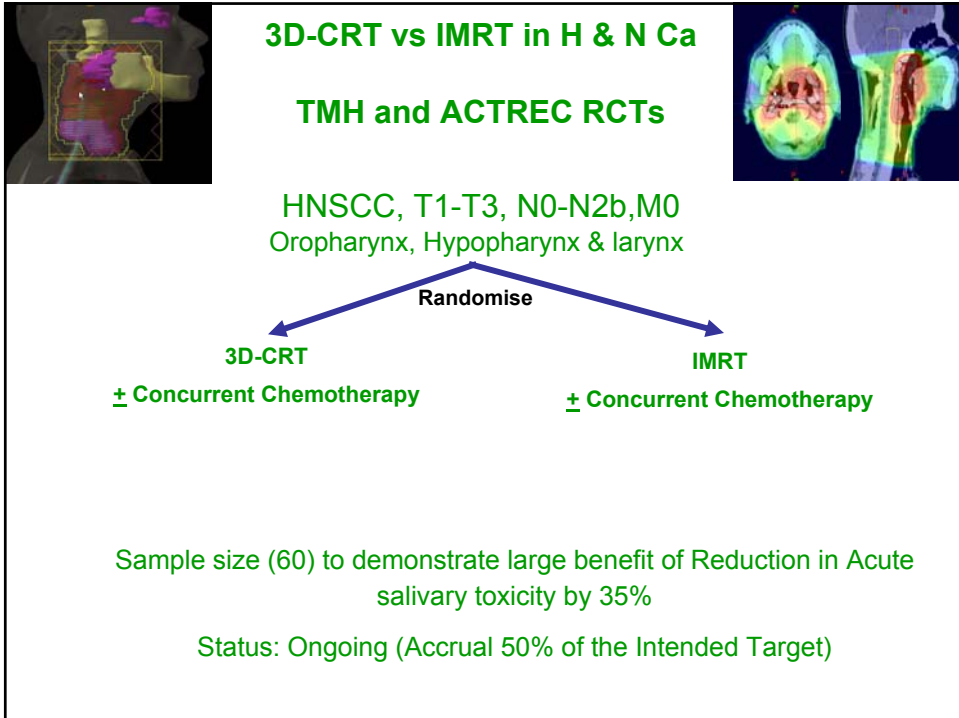 3D-CRT vs IMRT in H & N Ca
TMH and ACTREC RCTs
HNSCC, T1-T3, N0-N2b,M0
Oropharynx, Hypopharynx & larynx
Randomise
3D-CRT
± Concurrent Chemotherapy
IMRT
± Concurrent Chemotherapy
Sample size (60) to demonstrate large benefit of Reduction in Acute
salivary toxicity by 35%
Status: Ongoing (Accrual 50% of the Intended Target)